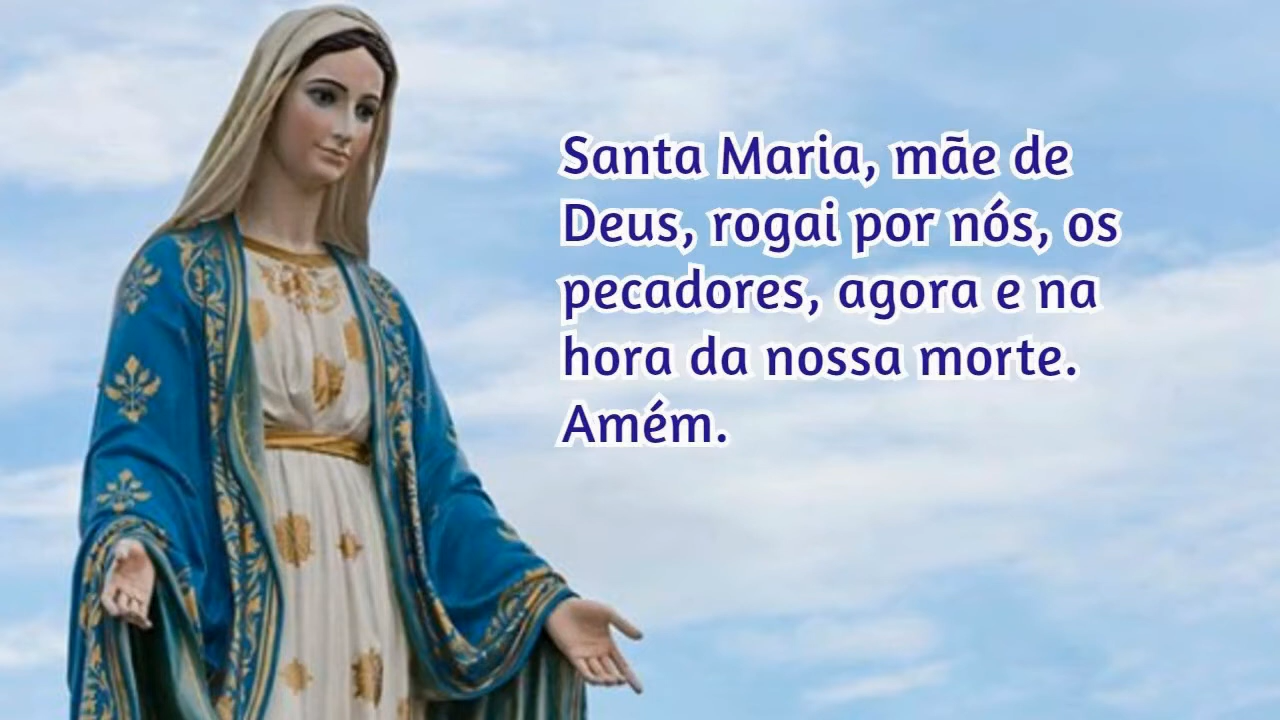 Santa Maria, mãe de
Deus, rogai por nós, os
pecadores, agora e na
hora da nossa morte.
Amém.